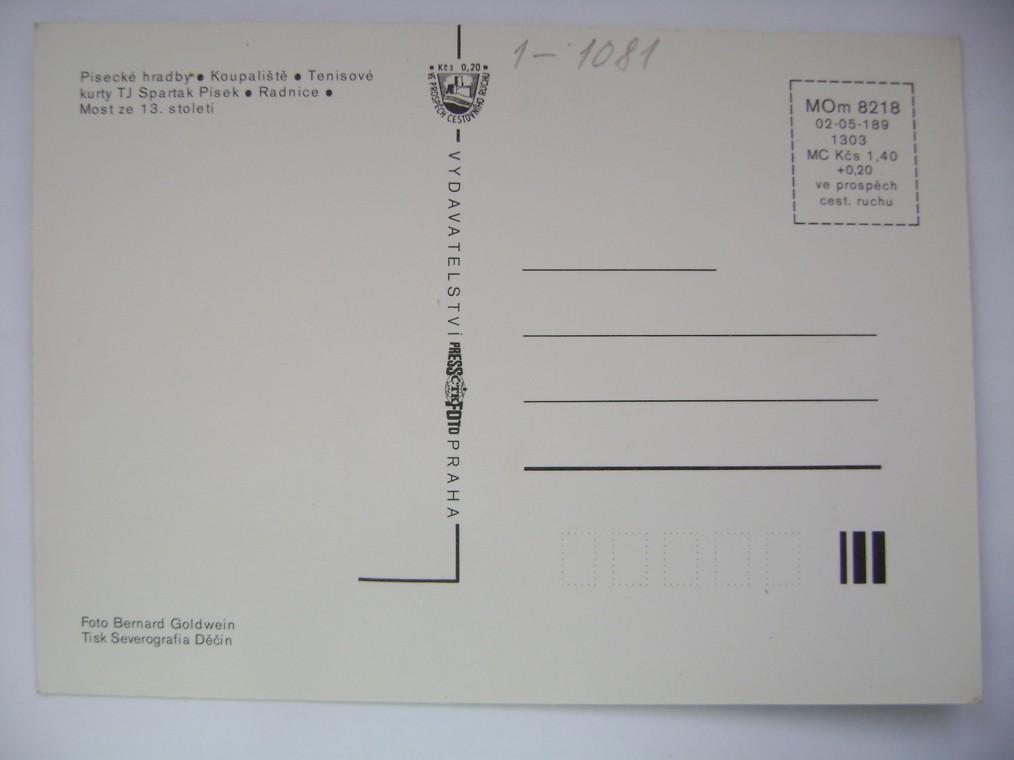 Písecké hradby ● Koupaliště ● Tenisové
kurty TJ Spartak Písek ● Radnice ●
Most ze 13. století
Kčs 0,20
VE PROSPĚCH CESTOVNÍHO RUCHU
1 – 1081
MOm 8218
02-05-189
1303
MC Kčs 1,40
+0,20
ve prospěch
cest. ruchu
VYDAVATELSTVÍ PRESSFOTO PRAHA
ČTK
Foto Bernard Goldwein
Tisk Severografia Děčín